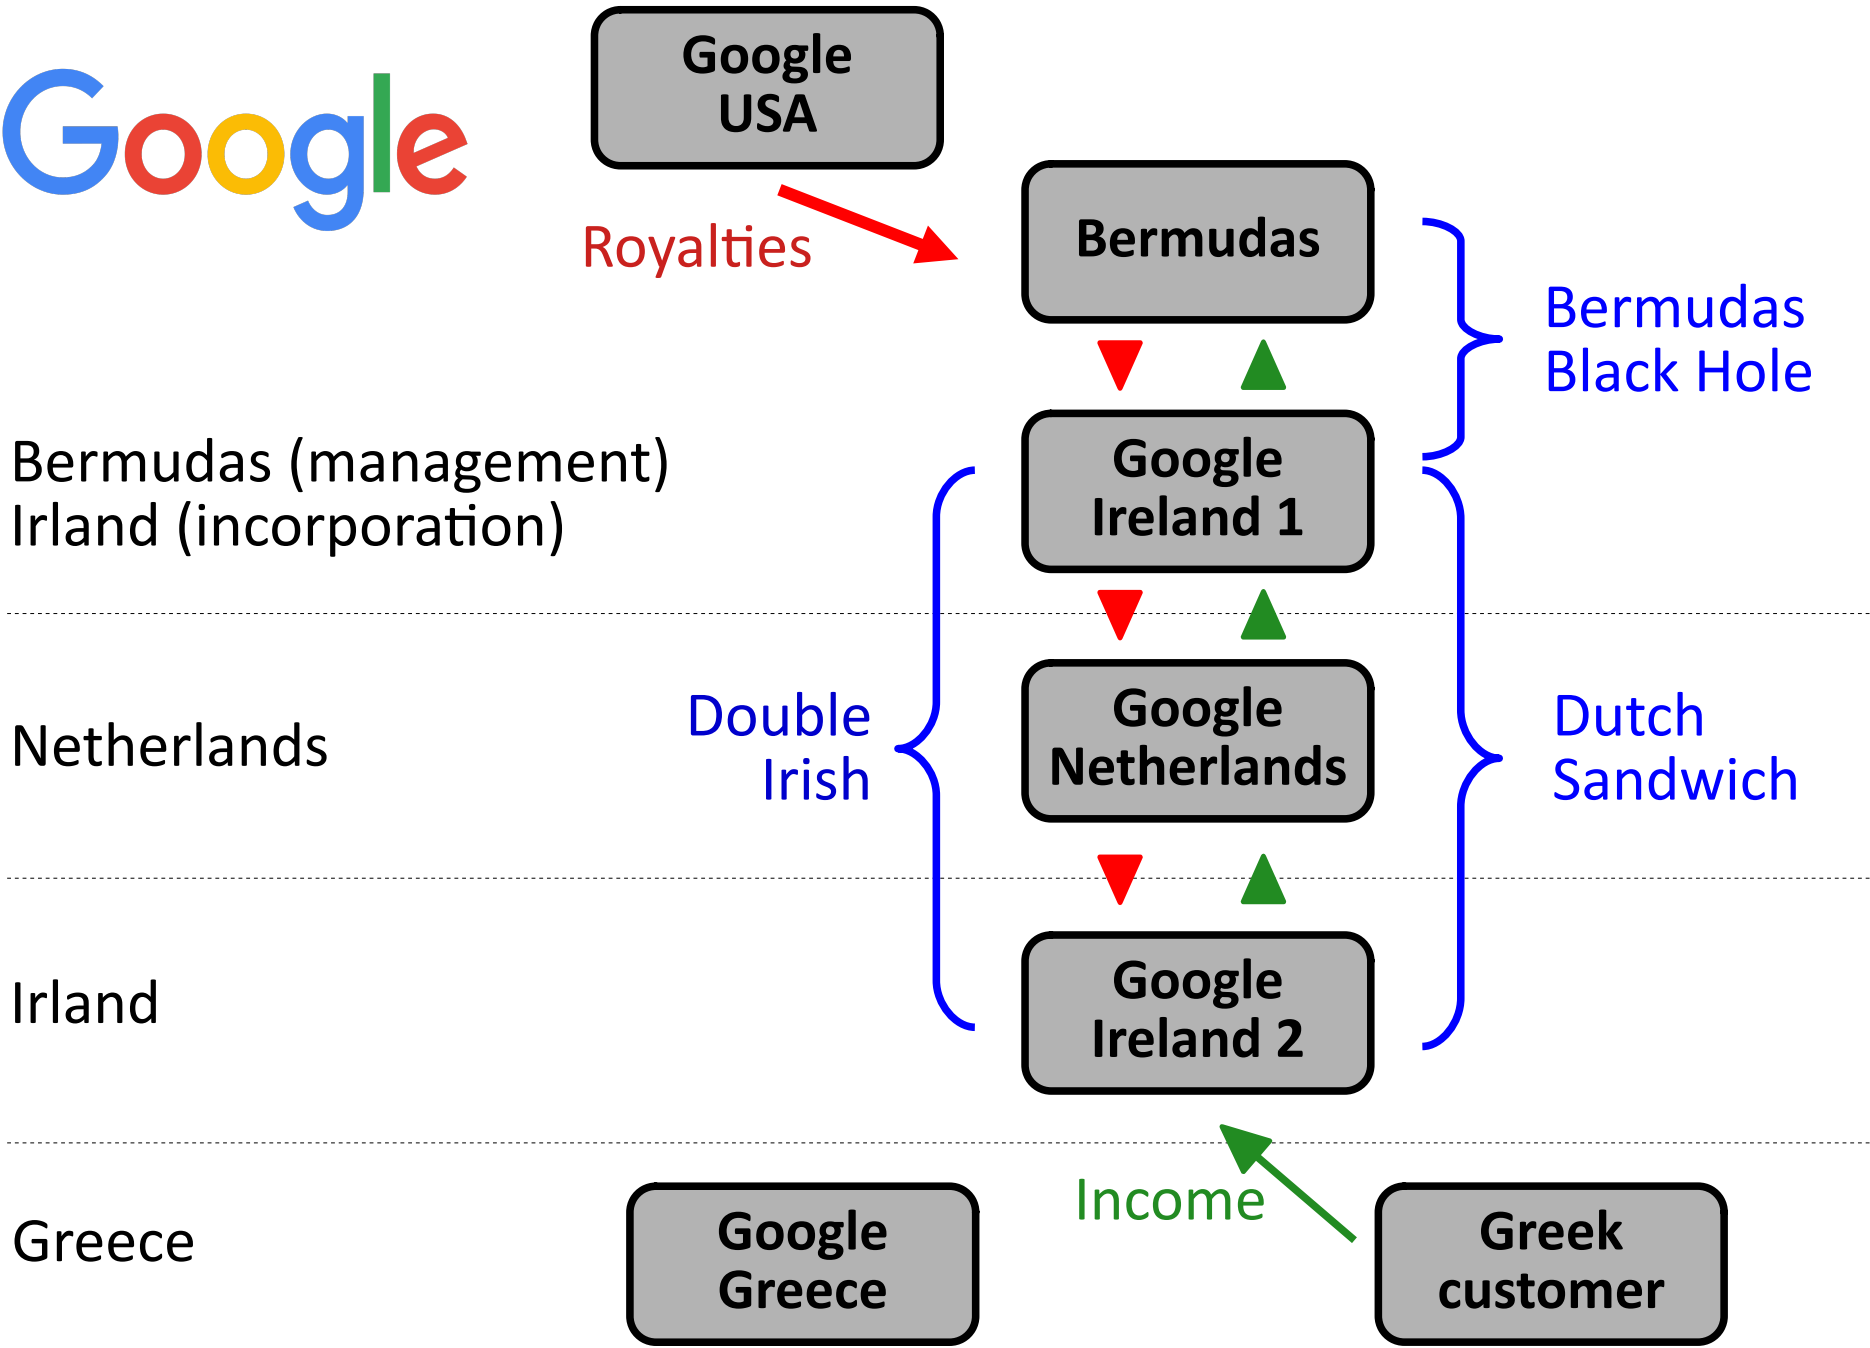 Google
Google
USA
Royalties
Bermudas
Bermudas
Black Hole
Bermudas (management)
Irland (incorporation)
Google
Ireland 1
Netherlands
Double
Irish
Google
Netherlands
Dutch
Sandwich
Irland
Google
Ireland 2
Greece
Google
Greece
Income
Greek
customer